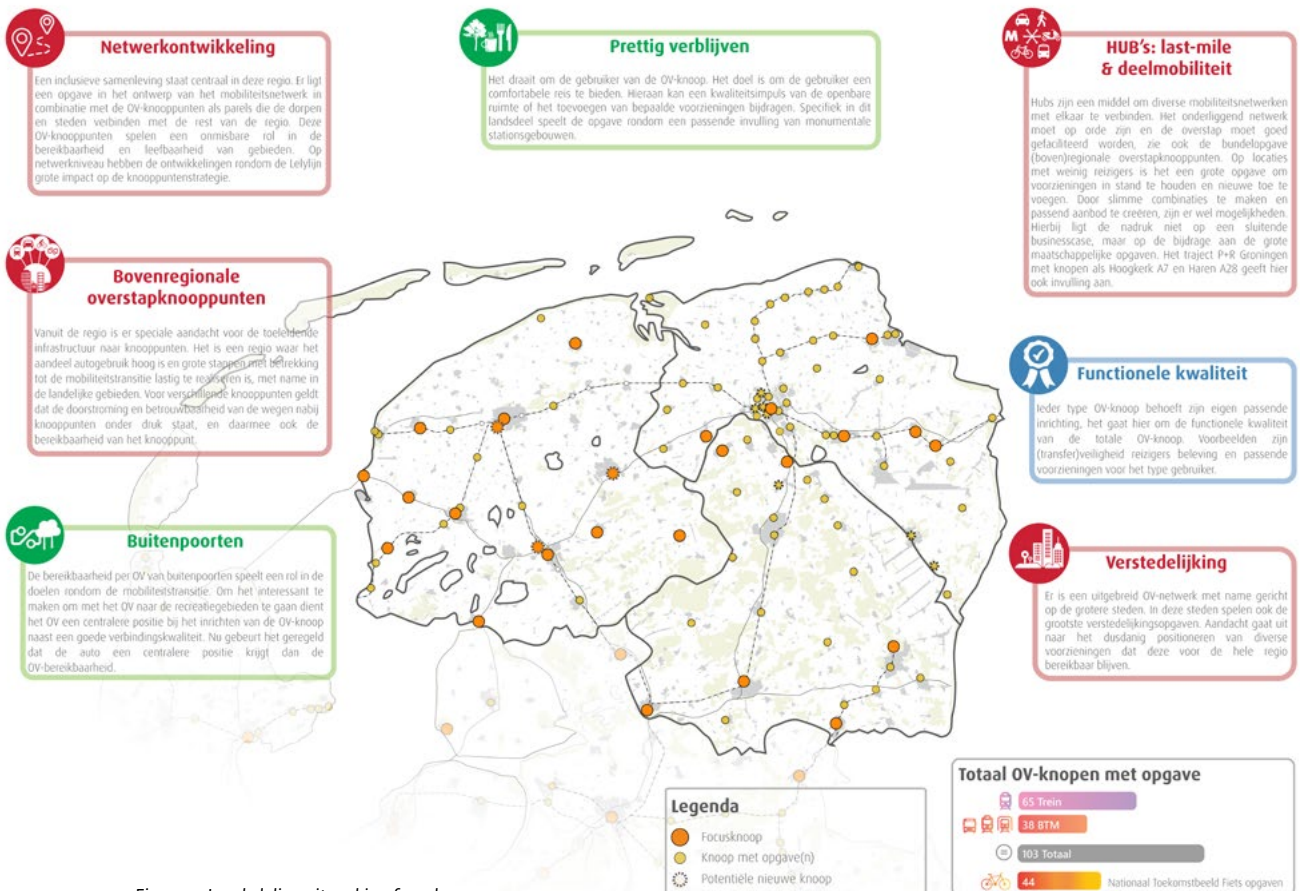 Netwerkontwikkeling
Een inclusieve samenleving staat centraal in deze regio. Er ligt
een opgave in het ontwerp van het mobiliteitsnetwerk in
combinatie met de OV-knooppunten als parels die de dorpen
en steden verbinden met de rest van de regio. Deze
OV-knooppunten spelen een onmisbare rol in de
bereikbaarheid en leefbaarheid van gebieden. Op
netwerkniveau hebben de ontwikkelingen rondom de Lelylijn
grote impact op de knooppuntenstrategie.
Prettig verblijven
Het draait om de gebruiker van de OV-knoop. Het doel is om de gebruiker een
comfortabele reis te bieden. Hieraan kan een kwaliteitsimpuls van de openbare
ruimte of het toevoegen van bepaalde voorzieningen bijdragen. Specifiek in dit
landsdeel speelt de opgave rondom een passende invulling van monumentale
stationsgebouwen.
M
HUB's: last-mile
& deelmobiliteit
Hubs zijn een middel om diverse mobiliteitsnetwerken
met elkaar te verbinden. Het onderliggend netwerk
moet op orde zijn en de overstap moet goed
gefaciliteerd worden, zie ook de bundelopgave
(boven)regionale overstapknooppunten. Op locaties
met weinig reizigers is het een grote opgave om
voorzieningen in stand te houden en nieuwe toe te
voegen. Door slimme combinaties te maken en
passend aanbod te creëren, zijn er wel mogelijkheden.
Hierbij ligt de nadruk niet op een sluitende
businesscase, maar op de bijdrage aan de grote
maatschappelijke opgaven. Het traject P+R Groningen
met knopen als Hoogkerk A7 en Haren A28 geeft hier
ook invulling aan.
Bovenregionale
overstapknooppunten
Vanuit de regio is er speciale aandacht voor de toeleidende
infrastructuur naar knooppunten. Het is een regio waar het
aandeel autogebruik hoog is en grote stappen met betrekking
tot de mobiliteitstransitie lastig te realiseren is, met name in
de landelijke gebieden. Voor verschillende knooppunten geldt
dat de doorstroming en betrouwbaarheid van de wegen nabij
knooppunten onder druk staat, en daarmee ook de
bereikbaarheid van het knooppunt.
Functionele kwaliteit
Ieder type OV-knoop behoeft zijn eigen passende
inrichting, het gaat hier om de functionele kwaliteit
van de totale OV-knoop. Voorbeelden zijn
(transfer)veiligheid reizigers beleving en passende
voorzieningen voor het type gebruiker.
Buitenpoorten
De bereikbaarheid per OV van buitenpoorten speelt een rol in de
doelen rondom de mobiliteitstransitie. Om het interessant te
maken om met het OV naar de recreatiegebieden te gaan dient
het OV een centralere positie bij het inrichten van de OV-knoop
naast een goede verbindingskwaliteit. Nu gebeurt het geregeld
dat de auto een centralere positie krijgt dan de
OV-bereikbaarheid.
Verstedelijking
Er is een uitgebreid OV-netwerk met name gericht
op de grotere steden. In deze steden spelen ook de
grootste verstedelijkingsopgaven. Aandacht gaat uit
naar het dusdanig positioneren van diverse
voorzieningen dat deze voor de hele regio
bereikbaar blijven.
Legenda
Focusknoop
Knoop met opgave(n)
Potentiële nieuwe knoop
Totaal OV-knopen met opgave
65 Trein
38 BTM
103 Totaal
44 Nationaal Toekomstbeeld Fiets opgaven